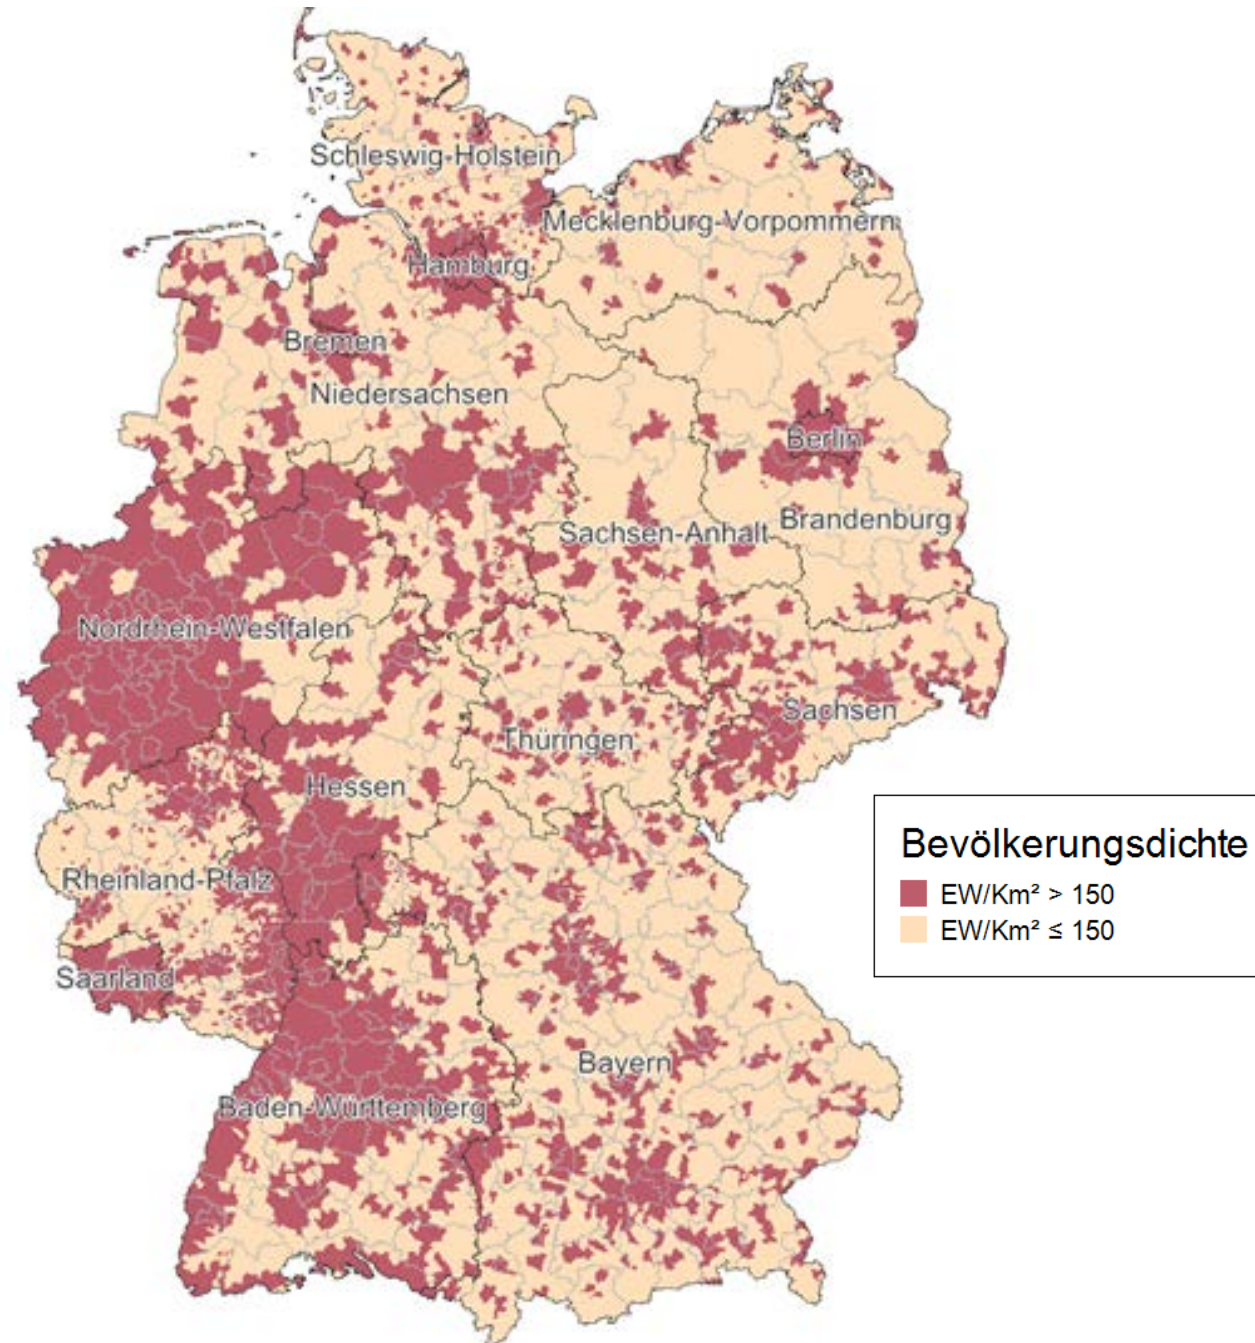 Schleswig-Holstein
Mecklenburg-Vorpommern
Hamburg
Bremen
Niedersachsen
Berlin
Brandenburg
Sachsen-Anhalt
Nordrhein-Westfalen
Sachsen
Thüringen
Hessen
Rheinland-Pfalz
Saarland
Bayern
Baden-Württemberg
Bevölkerungsdichte
EW/Km² > 150
EW/Km² ≤ 150